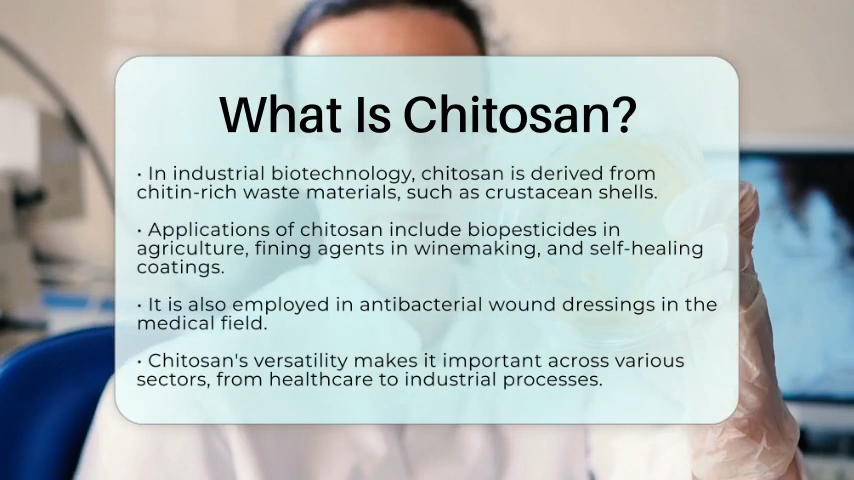 What Is Chitosan?
• In industrial biotechnology, chitosan is derived from
chitin-rich waste materials, such as crustacean shells.
• Applications of chitosan include biopesticides in
agriculture, fining agents in winemaking, and self-healing
coatings.
• It is also employed in antibacterial wound dressings in the
medical field.
• Chitosan's versatility makes it important across various
sectors, from healthcare to industrial processes.